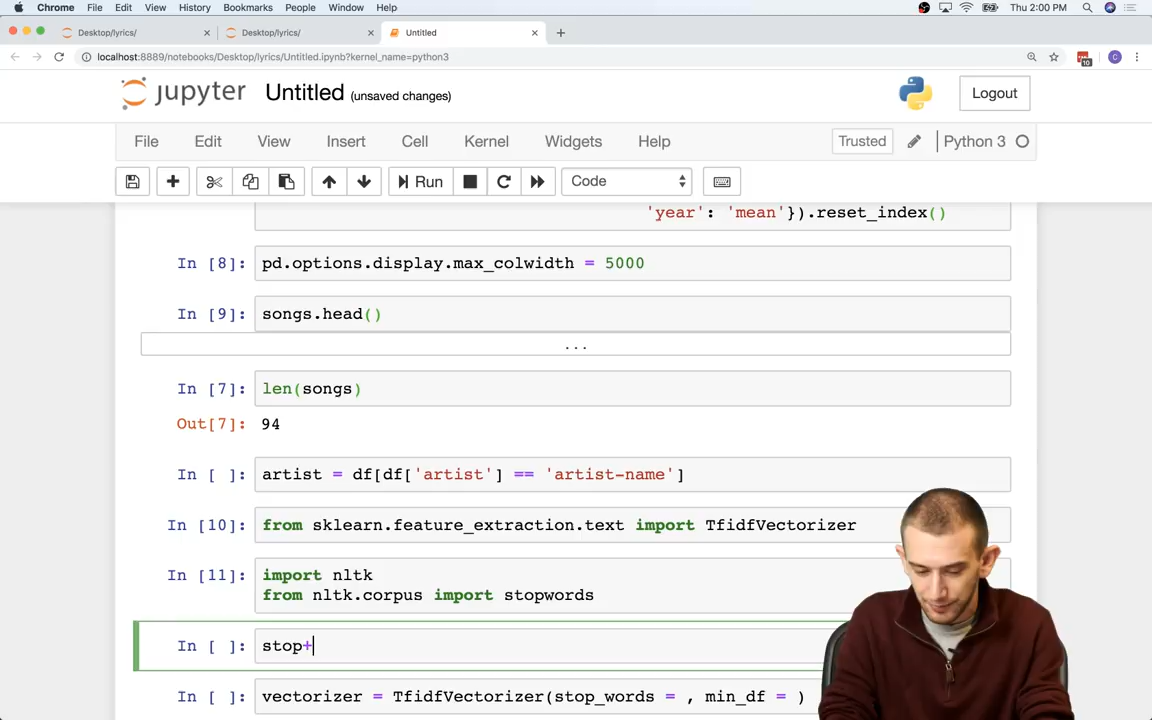 Chrome File Edit View History Bookmarks People Window Help Thu 2:00 PM
Desktop/lyrics/ Desktop/lyrics/ Untitled
localhost:8889/notebooks/Desktop/lyrics/Untitled.ipynb?kernel_name=python3 10 C
jupyter Untitled (unsaved changes) Logout
File Edit View Insert Cell Kernel Widgets Help Trusted Python 3
Run Code
'year': 'mean'}).reset_index()
In [8]: pd.options.display.max_colwidth = 5000
In [9]: songs.head()
...
In [7]: len(songs)
Out[7]: 94
In [ ]: artist = df[df['artist'] == 'artist-name']
In [10]: from sklearn.feature_extraction.text import TfidfVectorizer
In [11]: import nltk
from nltk.corpus import stopwords
In [ ]: stop+
In [ ]: vectorizer = TfidfVectorizer(stop_words = , min_df = )